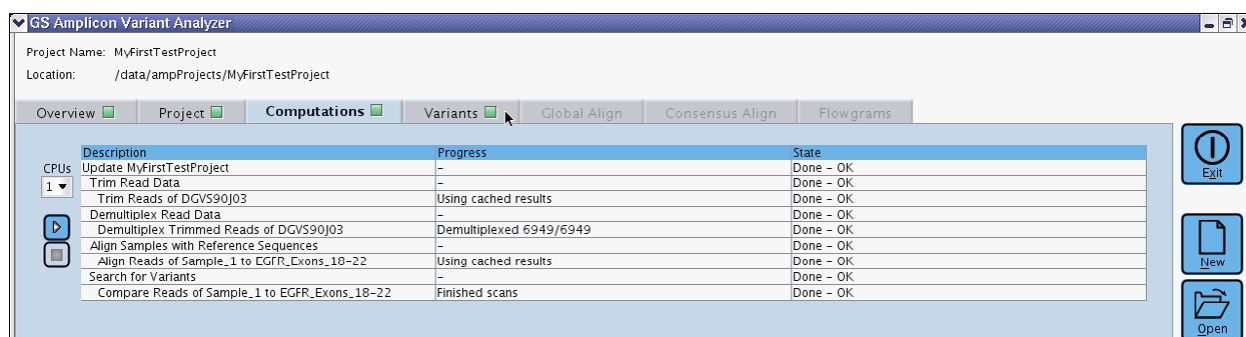 GS Amplicon Variant Analyzer
Project Name: MyFirstTestProject
Location: /data/ampProjects/MyFirstTestProject
Overview Project Computations Variants Global Align Consensus Align Flowgrams
Description Progress State
CPUs Update MyFirstTestProject – Done – OK
1 Trim Read Data – Done – OK
Trim Reads of DGVS90J03 Using cached results Done – OK
Demultiplex Read Data – Done – OK
Demultiplex Trimmed Reads of DGVS90J03 Demultiplexed 6949/6949 Done – OK
Align Samples with Reference Sequences – Done – OK
Align Reads of Sample_1 to EGFR_Exons_18–22 Using cached results Done – OK
Search for Variants – Done – OK
Compare Reads of Sample_1 to EGFR_Exons_18–22 Finished scans Done – OK
Exit
New
Open